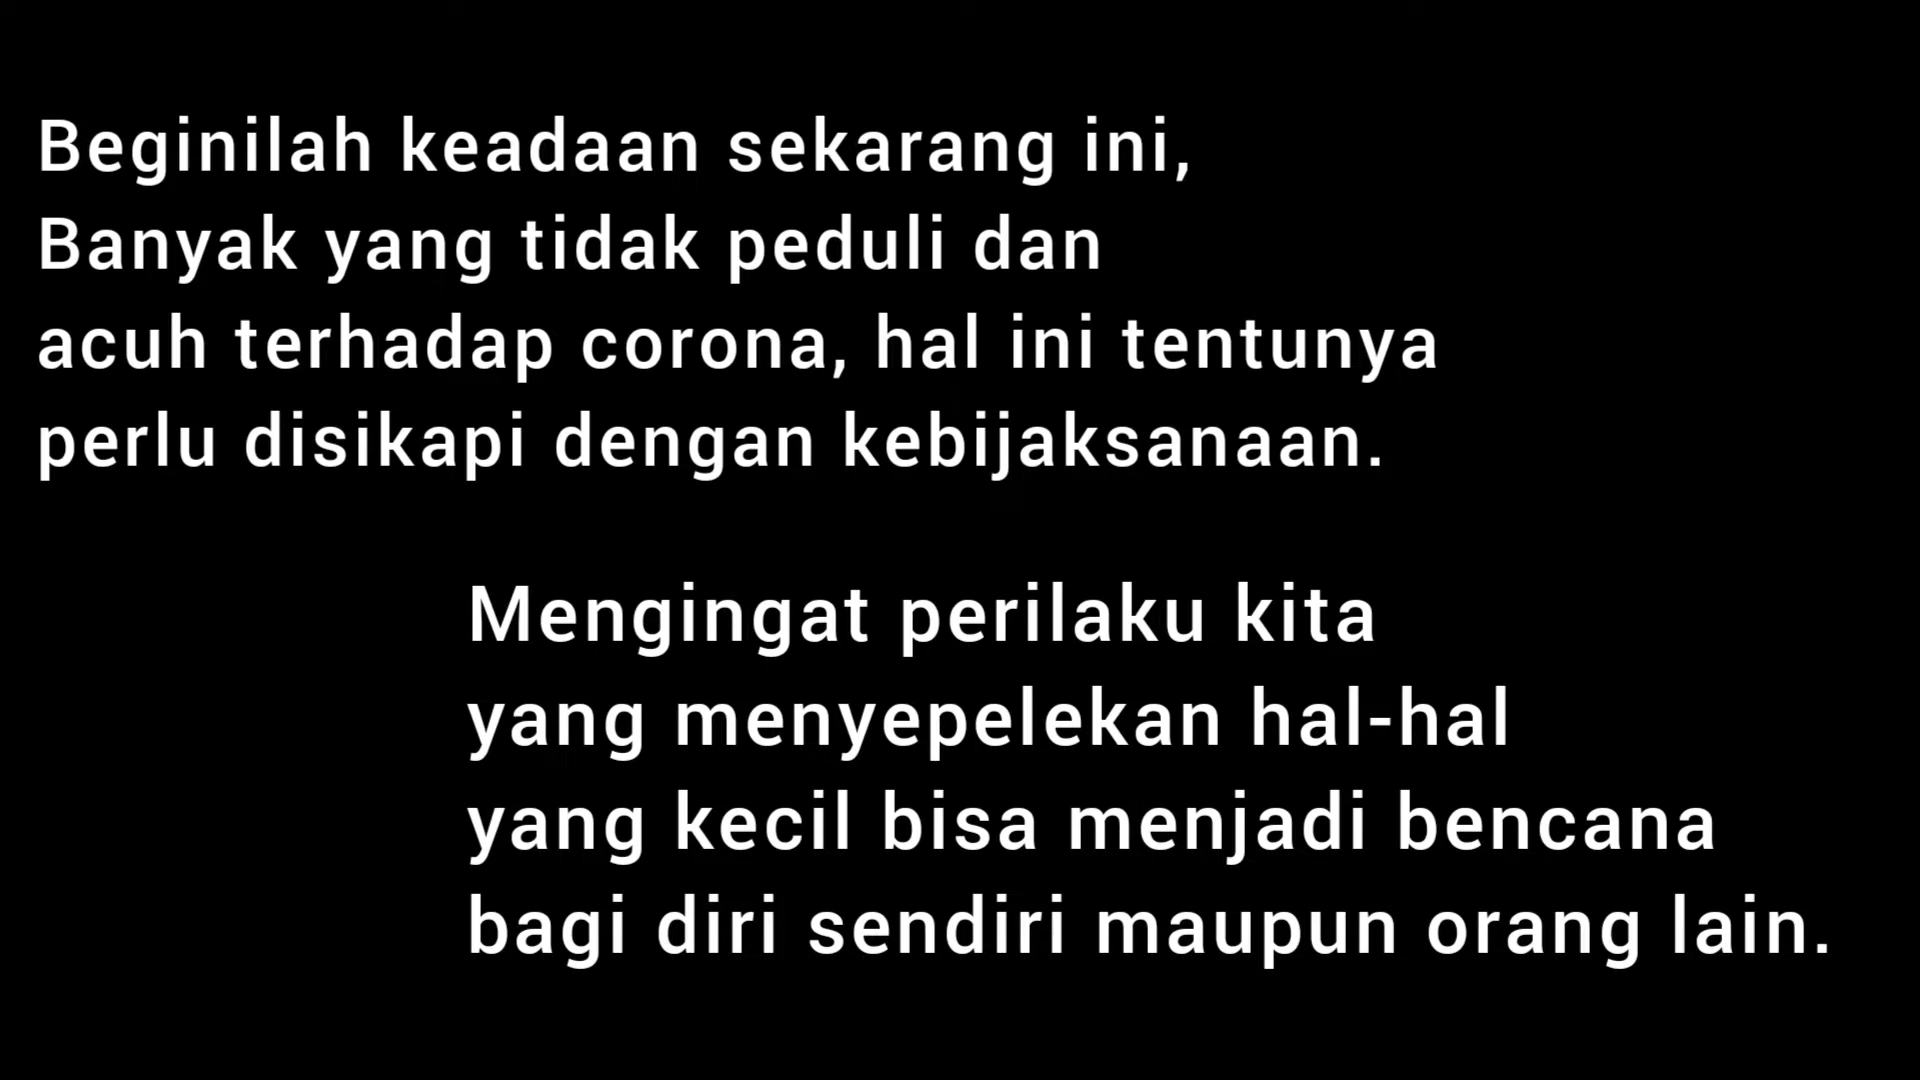 Beginilah keadaan sekarang ini,
Banyak yang tidak peduli dan
acuh terhadap corona, hal ini tentunya
perlu disikapi dengan kebijaksanaan.
Mengingat perilaku kita
yang menyepelekan hal-hal
yang kecil bisa menjadi bencana
bagi diri sendiri maupun orang lain.